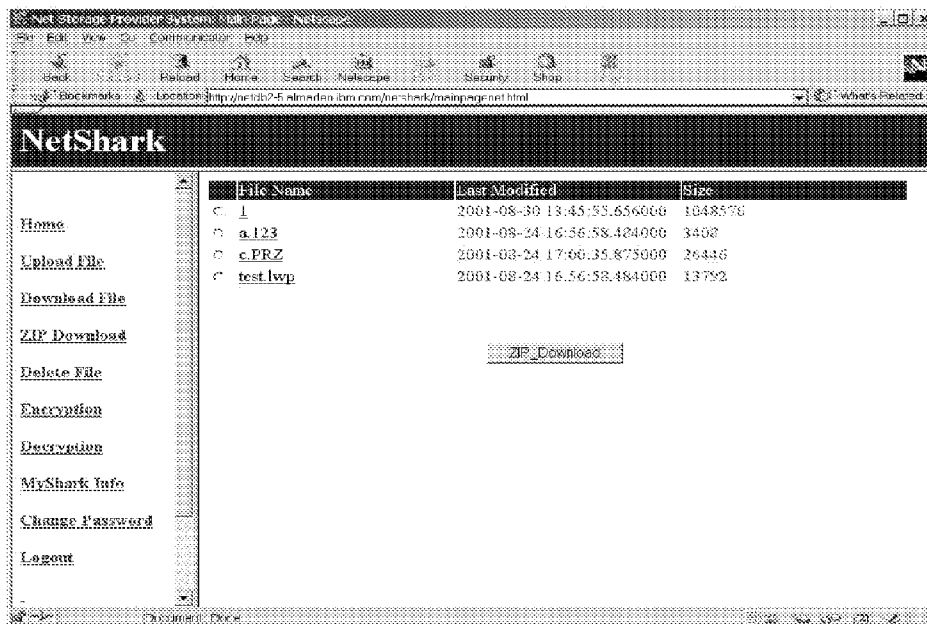 Net Storage Provider System: Main Page - Netscape
File Edit View Go Communicator Help
Back Reload Home Search Netscape Security Shop
Bookmarks Location http://netdb2-5.almaden.ibm.com/netshark/mainpagenet.html What's Related
NetShark
File Name Last Modified Size
1 2001-08-30 13:45:55.656000 1048576
a.123 2001-08-24 16:56:58.484000 3408
c.PRZ 2001-08-24 17:00:35.875000 26446
test.lwp 2001-08-24 16:56:58.484000 13792
ZIP_Download
Home
Upload File
Download File
ZIP Download
Delete File
Encryption
Decryption
MyShark Info
Change Password
Logout
Document: Done